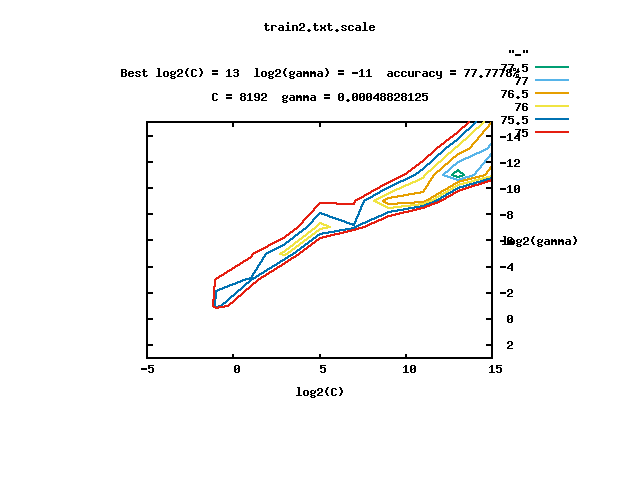 train2.txt.scale
"-"
Best log2(C) = 13  log2(gamma) = -11  accuracy = 77.7778%
77.5
77
76.5
76
75.5
75
C = 8192  gamma = 0.00048828125
-14
-12
-10
-8
-6
log2(gamma)
-4
-2
0
2
-5 0 5 10 15
log2(C)